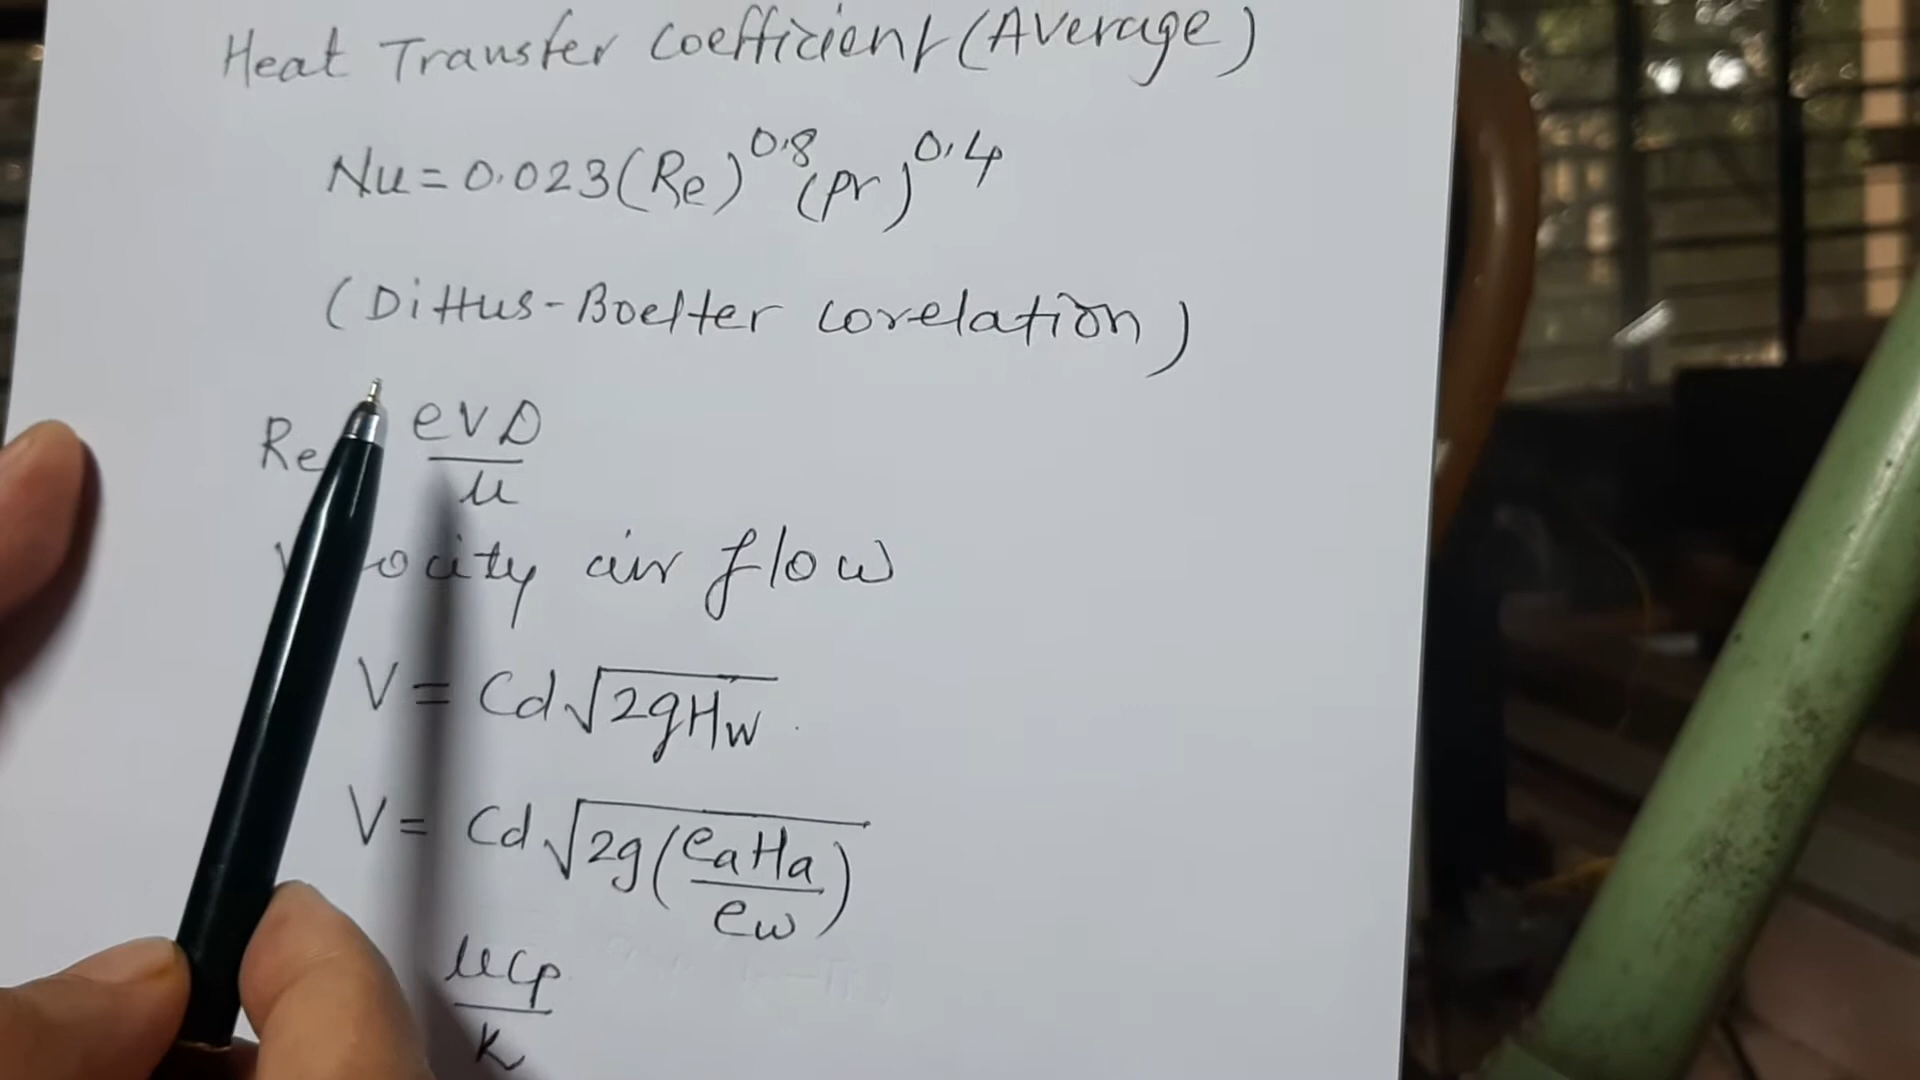 Heat Transfer Coefficient (Average)
Nu = 0.023 (Re)^0.8 (Pr)^0.4
(Dittus-Boelter corelation)
Re ρVD/μ
air flow
V = Cd √2gHw
V = Cd √2g(ρaHa/ρw)
μCp/K